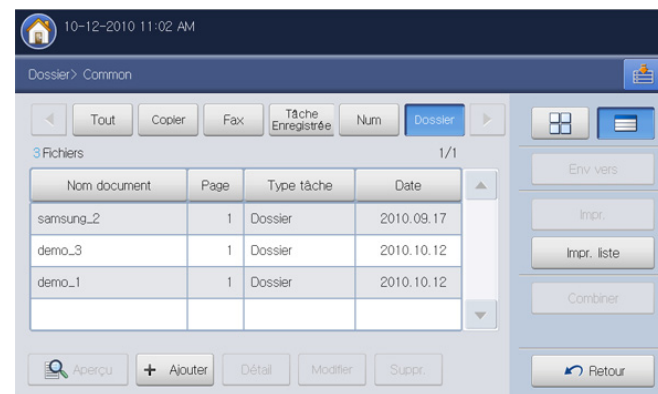 10-12-2010 11:02 AM
Dossier> Common
Tout Copier Fax Tâche Enregistrée Num Dossier
3 Fichiers 1/1
Nom document Page Type tâche Date
samsung_2 1 Dossier 2010.09.17
demo_3 1 Dossier 2010.10.12
demo_1 1 Dossier 2010.10.12
Aperçu + Ajouter Détail Modifier Suppr.
Env vers
Impr.
Impr. liste
Combiner
Retour